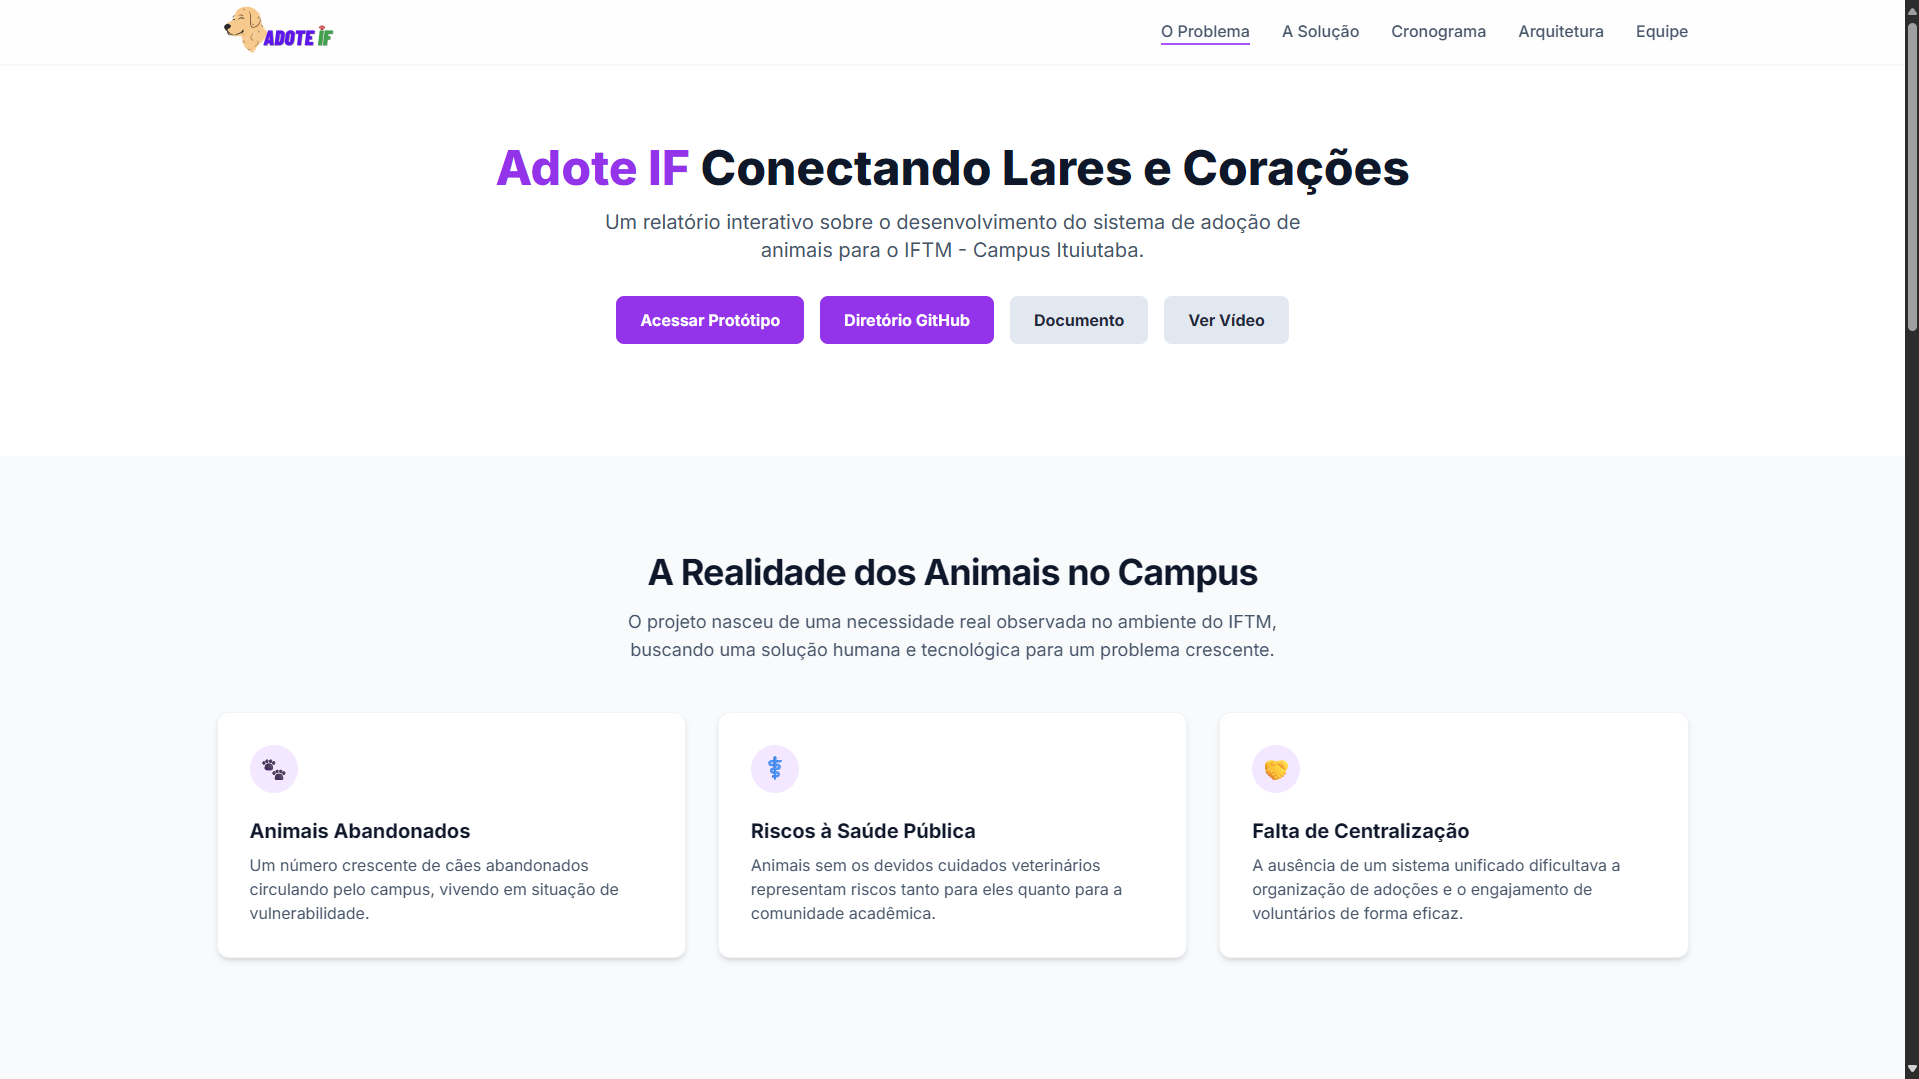 ADOTE IF
O Problema
A Solução
Cronograma
Arquitetura
Equipe
Adote IF Conectando Lares e Corações
Um relatório interativo sobre o desenvolvimento do sistema de adoção de
animais para o IFTM - Campus Ituiutaba.
Acessar Protótipo
Diretório GitHub
Documento
Ver Vídeo
A Realidade dos Animais no Campus
O projeto nasceu de uma necessidade real observada no ambiente do IFTM,
buscando uma solução humana e tecnológica para um problema crescente.
Animais Abandonados
Um número crescente de cães abandonados
circulando pelo campus, vivendo em situação de
vulnerabilidade.
Riscos à Saúde Pública
Animais sem os devidos cuidados veterinários
representam riscos tanto para eles quanto para a
comunidade acadêmica.
Falta de Centralização
A ausência de um sistema unificado dificultava a
organização de adoções e o engajamento de
voluntários de forma eficaz.